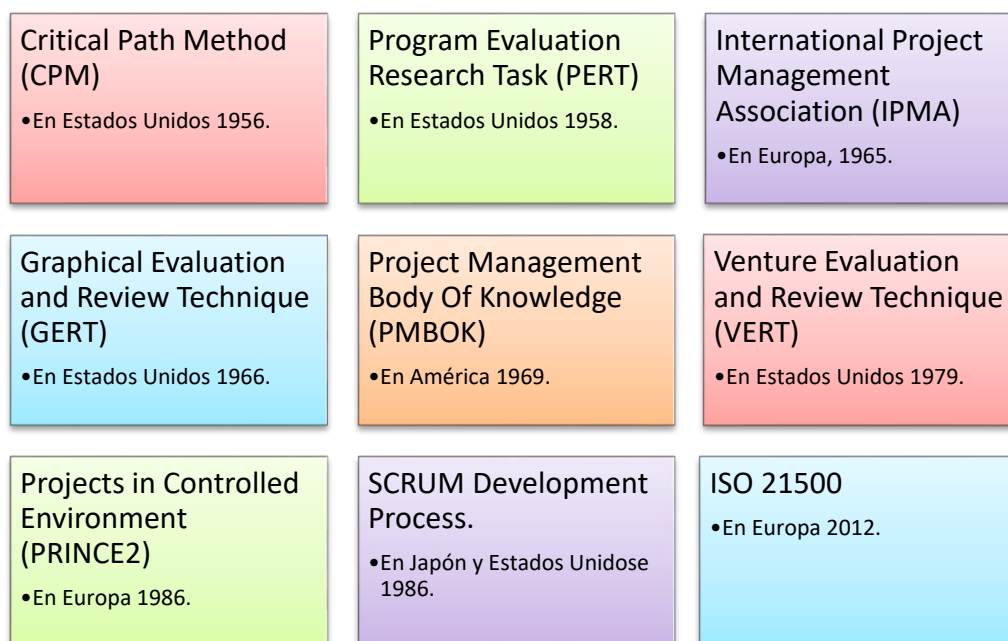 Critical Path Method
(CPM)
•En Estados Unidos 1956.
Program Evaluation
Research Task (PERT)
•En Estados Unidos 1958.
International Project
Management
Association (IPMA)
•En Europa, 1965.
Graphical Evaluation
and Review Technique
(GERT)
•En Estados Unidos 1966.
Project Management
Body Of Knowledge
(PMBOK)
•En América 1969.
Venture Evaluation
and Review Technique
(VERT)
•En Estados Unidos 1979.
Projects in Controlled
Environment
(PRINCE2)
•En Europa 1986.
SCRUM Development
Process.
•En Japón y Estados Unidose
1986.
ISO 21500
•En Europa 2012.